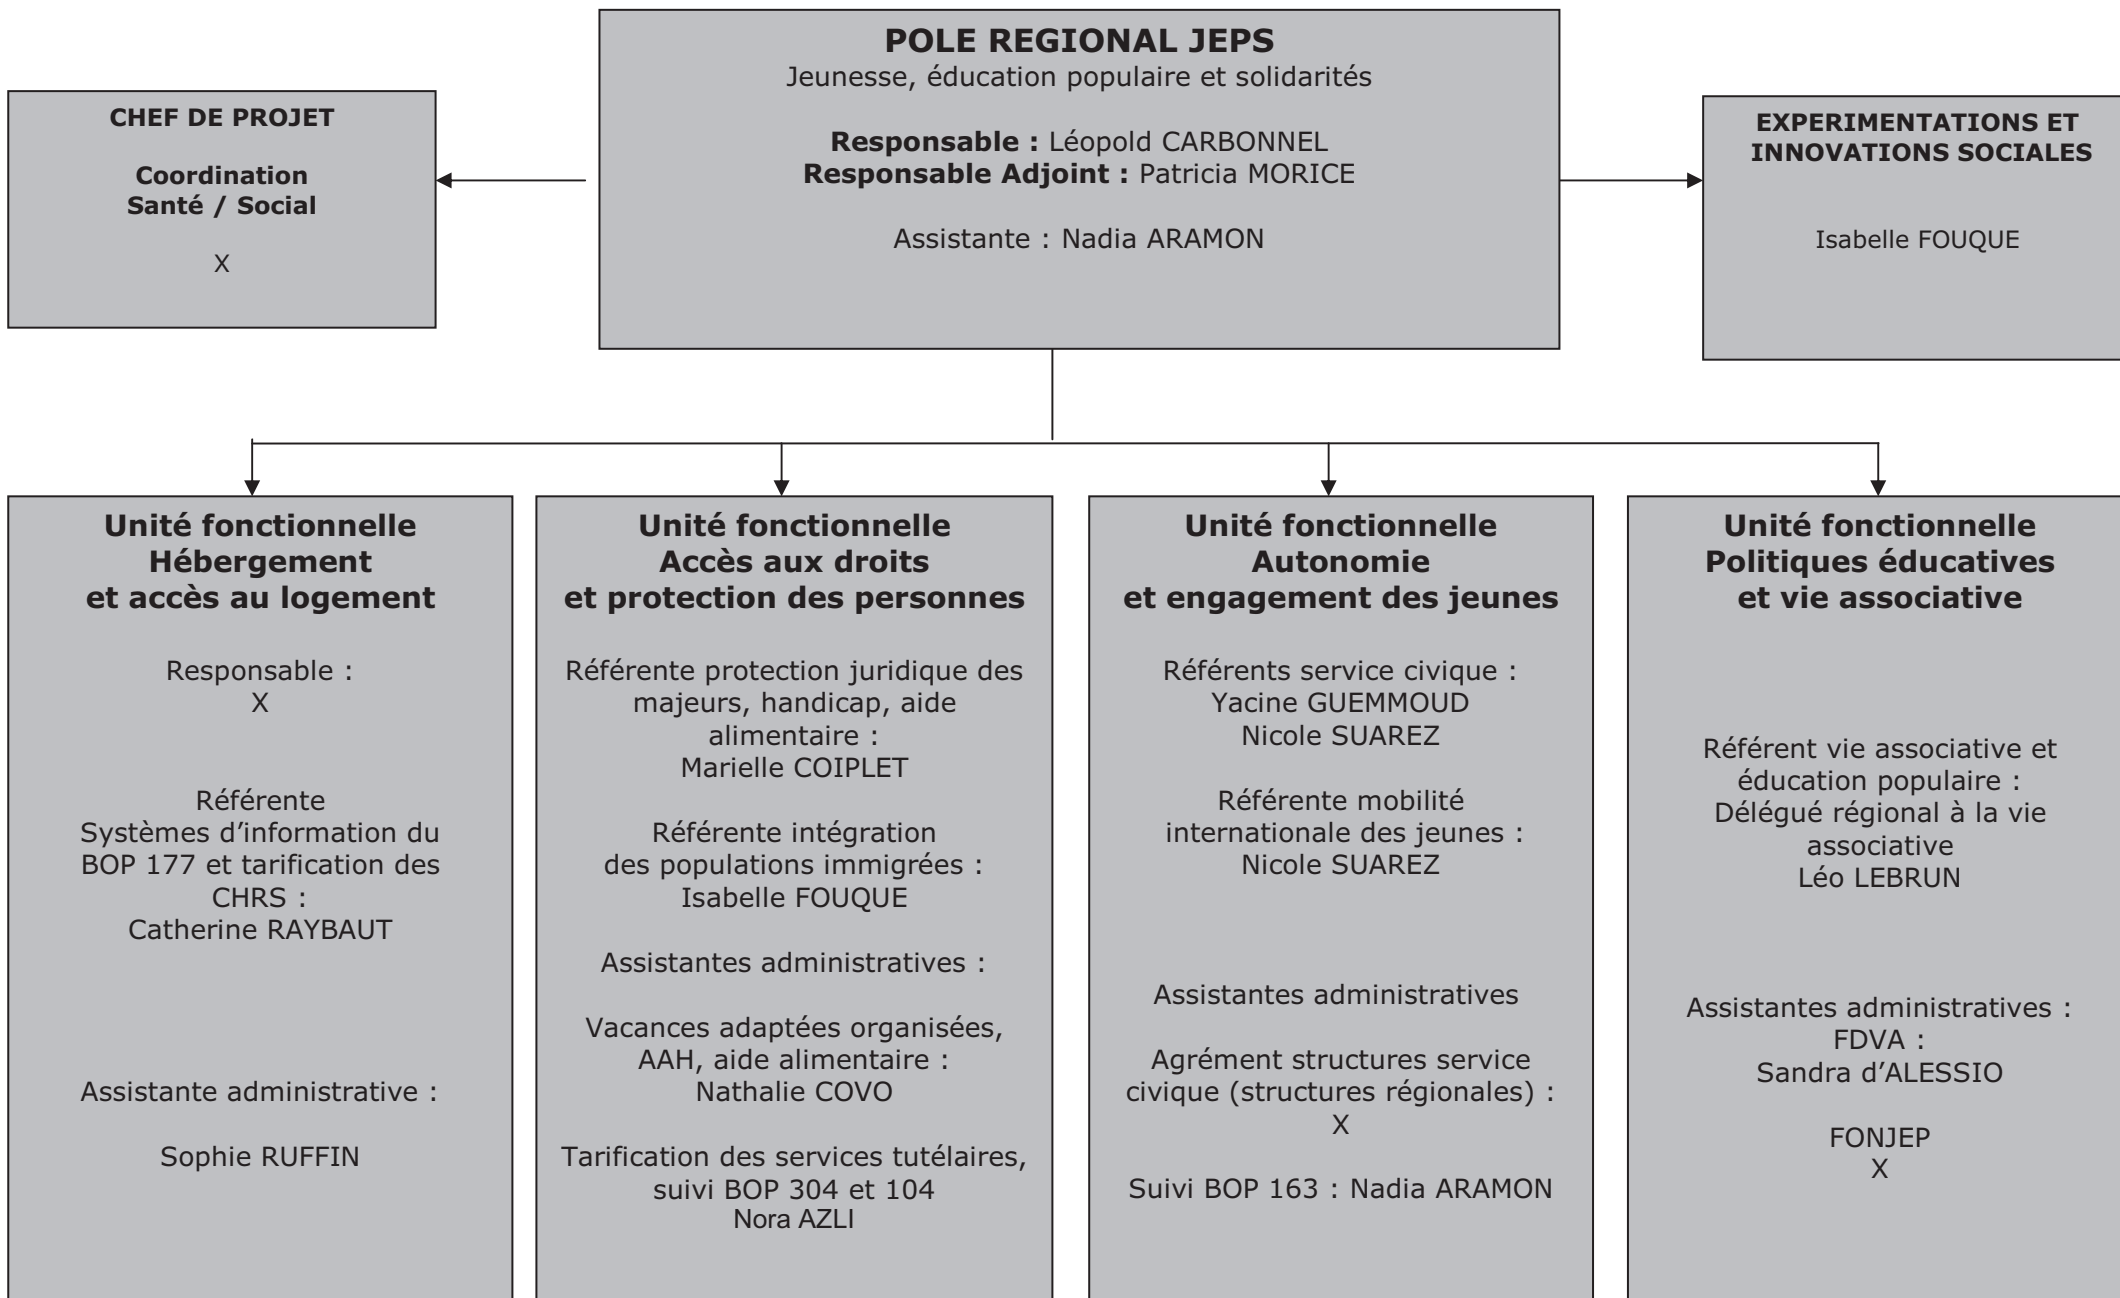 POLE REGIONAL JEPS
Jeunesse, éducation populaire et solidarités
Responsable : Léopold CARBONNEL
Responsable Adjoint : Patricia MORICE
Assistante : Nadia ARAMON
CHEF DE PROJET
Coordination
Santé / Social
X
EXPERIMENTATIONS ET
INNOVATIONS SOCIALES
Isabelle FOUQUE
Unité fonctionnelle
Hébergement
et accès au logement
Responsable :
X
Référente
Systèmes d’information du
BOP 177 et tarification des
CHRS :
Catherine RAYBAUT
Assistante administrative :
Sophie RUFFIN
Unité fonctionnelle
Accès aux droits
et protection des personnes
Référente protection juridique des
majeurs, handicap, aide
alimentaire :
Marielle COIPLET
Référente intégration
des populations immigrées :
Isabelle FOUQUE
Assistantes administratives :
Vacances adaptées organisées,
AAH, aide alimentaire :
Nathalie COVO
Tarification des services tutélaires,
suivi BOP 304 et 104
Nora AZLI
Unité fonctionnelle
Autonomie
et engagement des jeunes
Référents service civique :
Yacine GUEMMOUD
Nicole SUAREZ
Référente mobilité
internationale des jeunes :
Nicole SUAREZ
Assistantes administratives
Agrément structures service
civique (structures régionales) :
X
Suivi BOP 163 : Nadia ARAMON
Unité fonctionnelle
Politiques éducatives
et vie associative
Référent vie associative et
éducation populaire :
Délégué régional à la vie
associative
Léo LEBRUN
Assistantes administratives :
FDVA :
Sandra d’ALESSIO
FONJEP
X